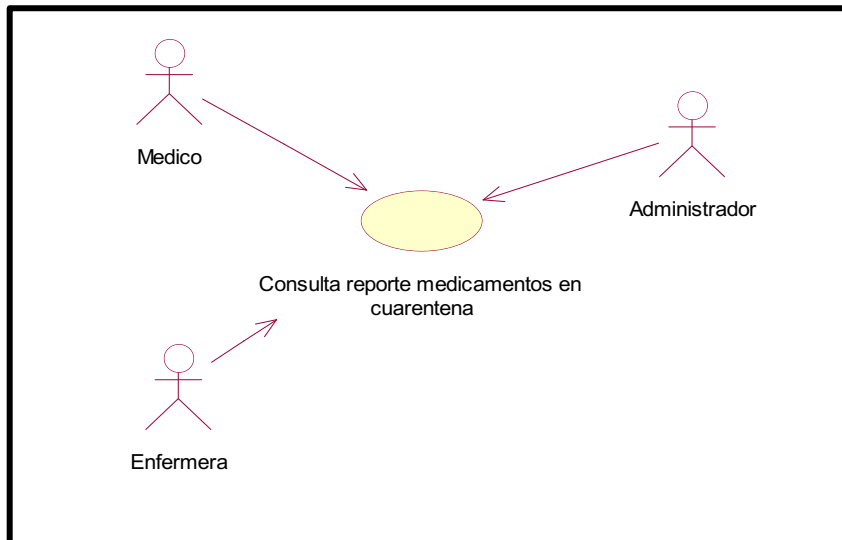 Medico
Administrador
Consulta reporte medicamentos en
cuarentena
Enfermera